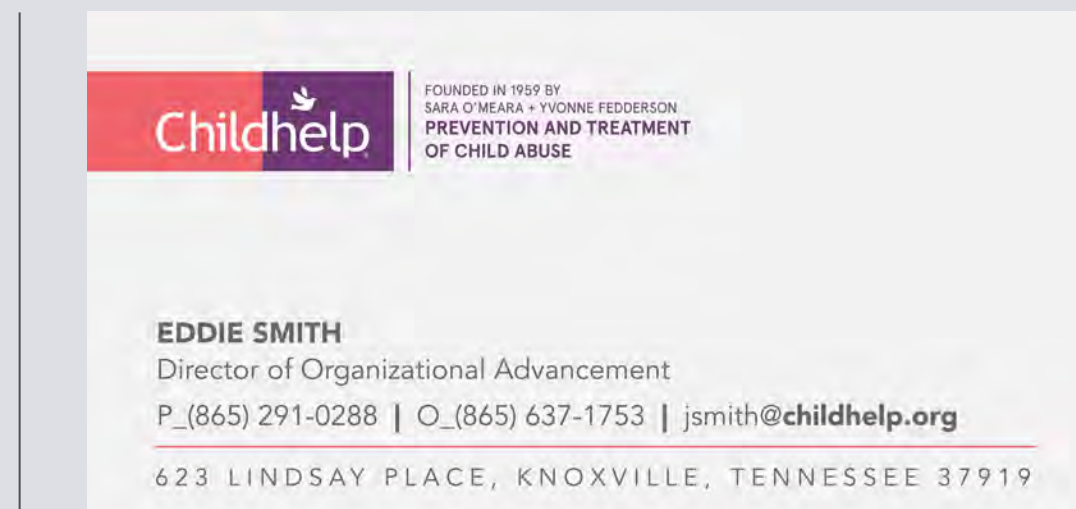 Childhelp
FOUNDED IN 1959 BY
SARA O'MEARA + YVONNE FEDDERSON
PREVENTION AND TREATMENT
OF CHILD ABUSE
EDDIE SMITH
Director of Organizational Advancement
P_(865) 291-0288 | O_(865) 637-1753 | jsmith@childhelp.org
623 LINDSAY PLACE, KNOXVILLE, TENNESSEE 37919